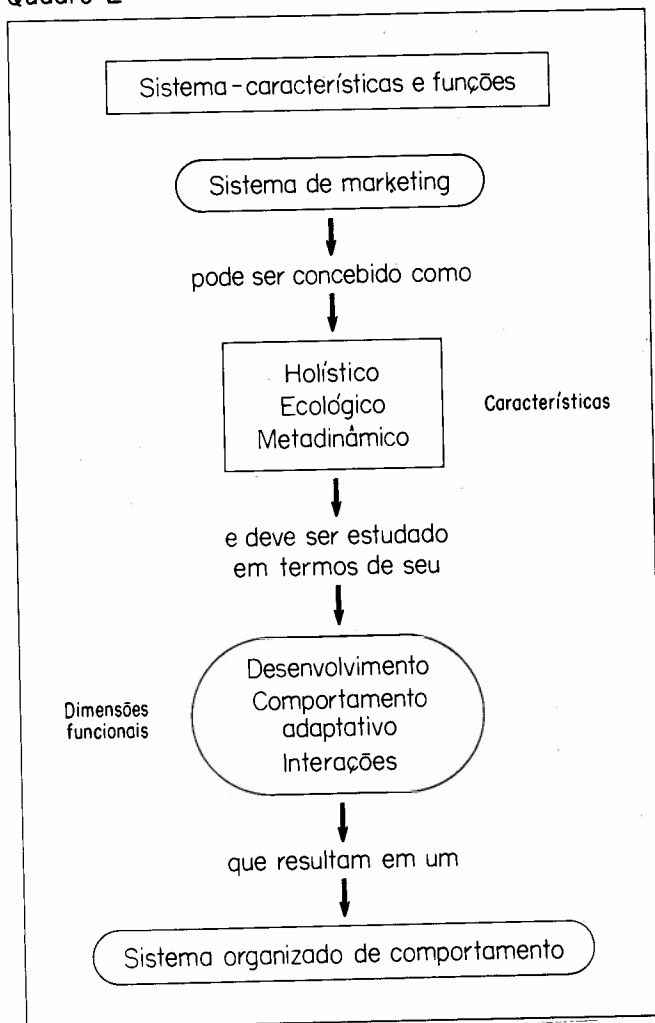 Quadro 2
Sistema-características e funções
Sistema de marketing
pode ser concebido como
Holístico
Ecológico
Metadinâmico
Características
e deve ser estudado
em termos de seu
Desenvolvimento
Comportamento
adaptativo
Interações
Dimensões
funcionais
que resultam em um
Sistema organizado de comportamento